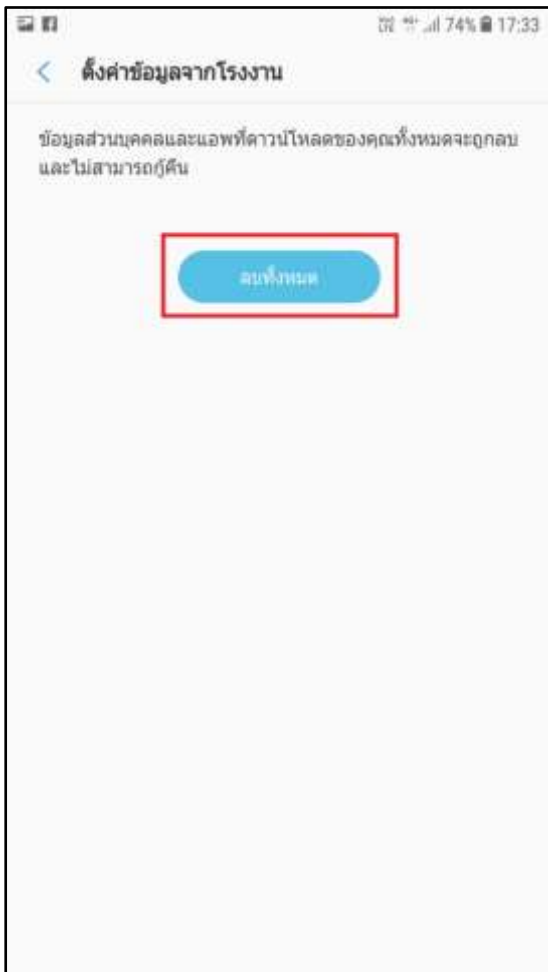 74% 17:33
ตั้งค่าข้อมูลจากโรงงาน
ข้อมูลส่วนบุคคลและแอพที่ดาวน์โหลดของคุณทั้งหมดจะถูกลบ
และไม่สามารถกู้คืน
ลบทั้งหมด